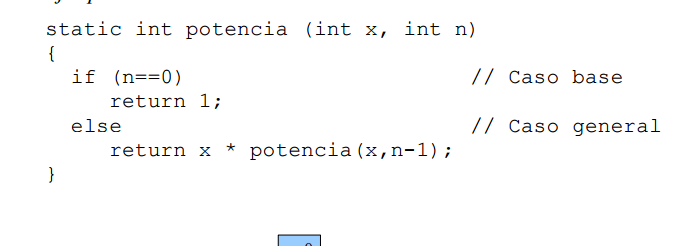 static int potencia (int x, int n)
{
if (n==0) // Caso base
return 1;
else // Caso general
return x * potencia(x,n-1);
}